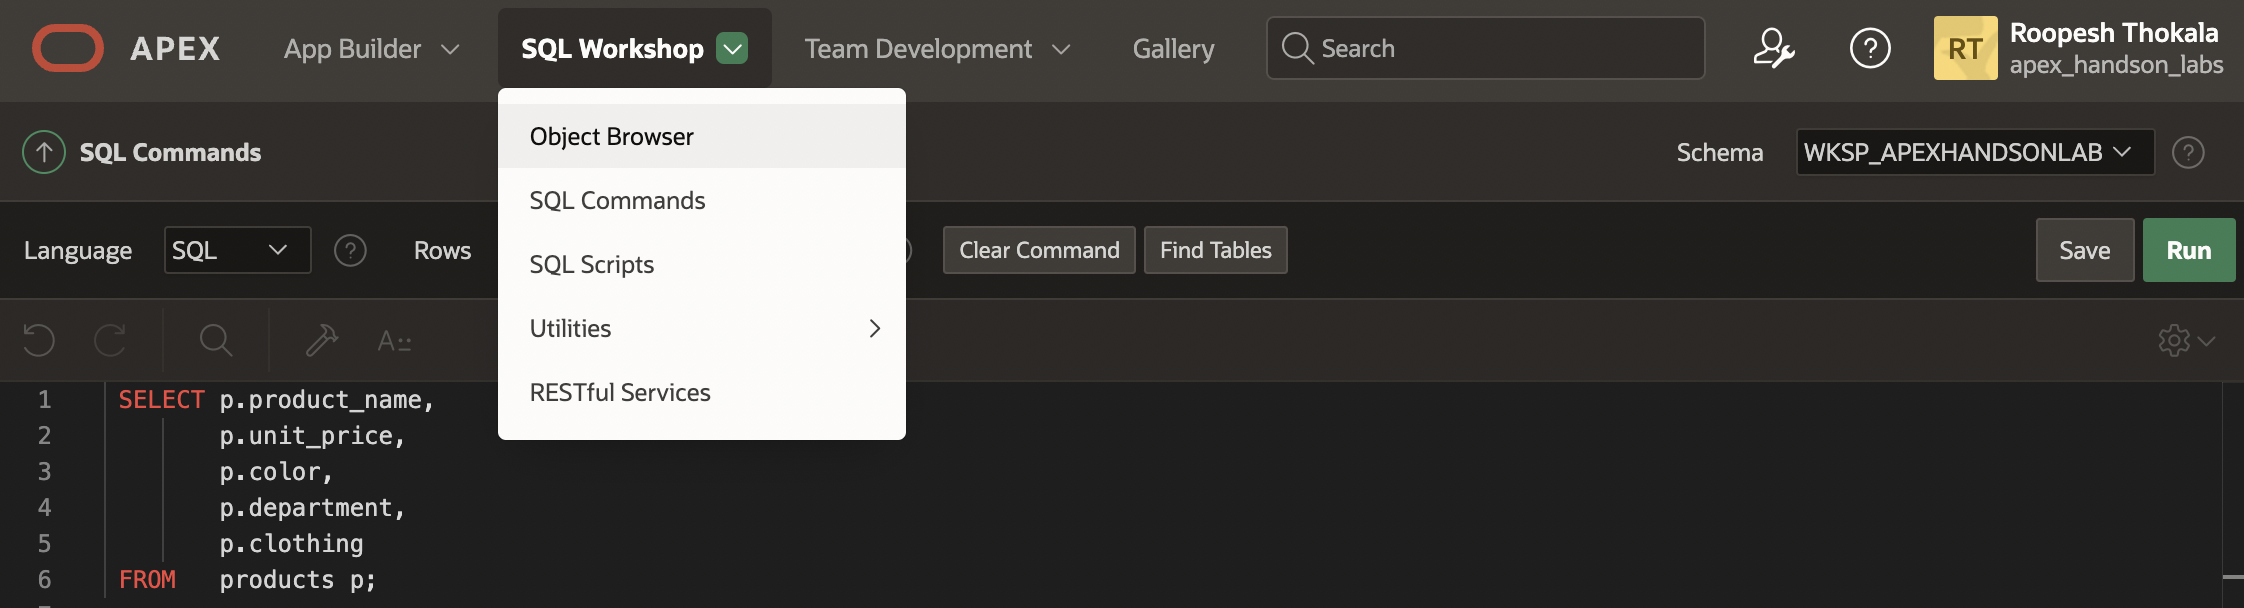 APEX
App Builder
SQL Workshop
Team Development
Gallery
Search
RT
Roopesh Thokala
apex_handson_labs
Object Browser
SQL Commands
SQL Scripts
Utilities
RESTful Services
SQL Commands
Schema
WKSP_APEXHANDSONLAB
?
Language
SQL
?
Rows
Clear Command
Find Tables
Save
Run
A::
1 SELECT p.product_name,
2 p.unit_price,
3 p.color,
4 p.department,
5 p.clothing
6 FROM products p;